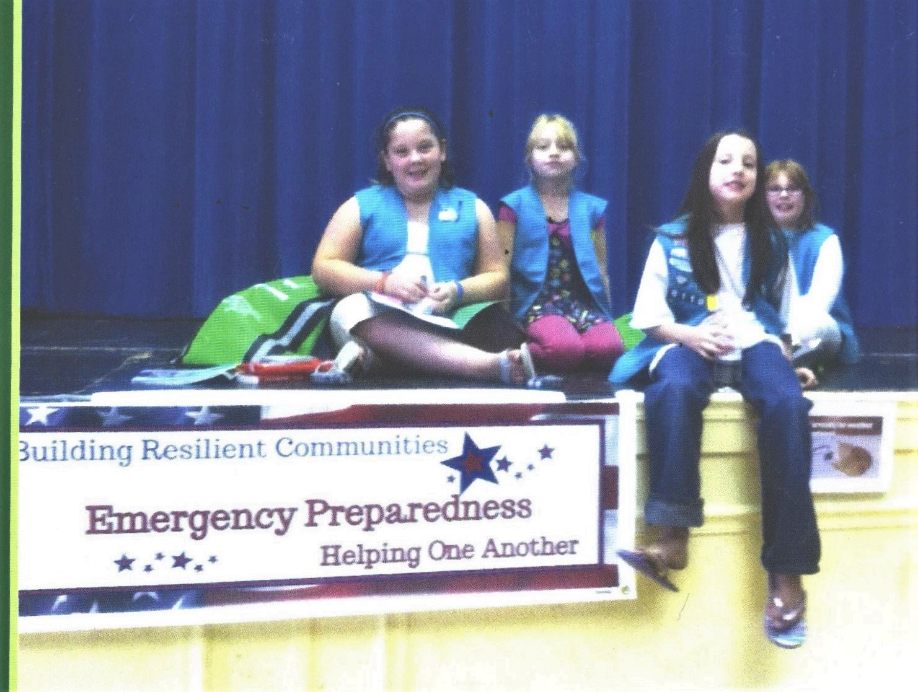 Building Resilient Communities
Emergency Preparedness
Helping One Another